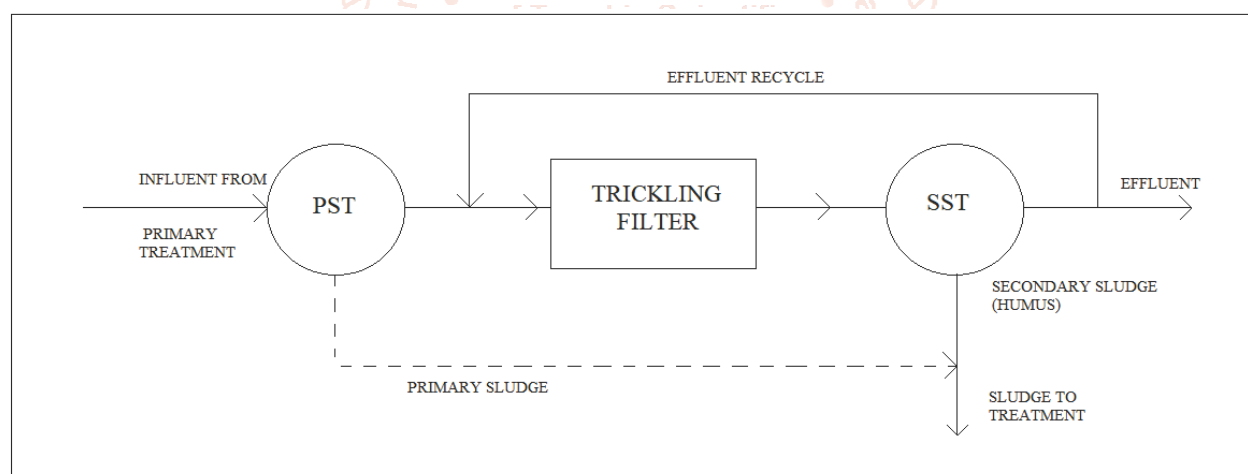 EFFLUENT RECYCLE
INFLUENT FROM
PRIMARY
TREATMENT
PST
TRICKLING
FILTER
SST
EFFLUENT
SECONDARY SLUDGE
(HUMUS)
PRIMARY SLUDGE
SLUDGE TO
TREATMENT